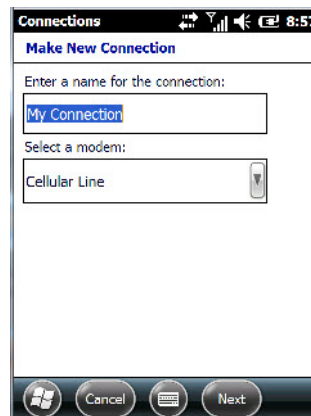 Connections 8:57
Make New Connection
Enter a name for the connection:
My Connection
Select a modem:
Cellular Line
Cancel Next